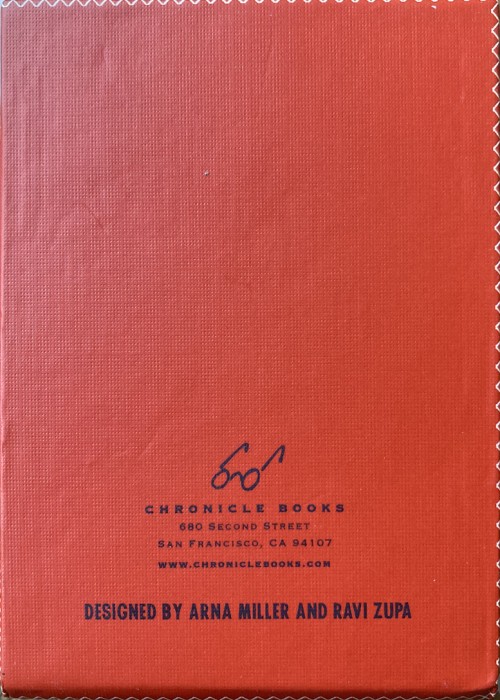 CHRONICLE BOOKS
680 SECOND STREET
SAN FRANCISCO, CA 94107
WWW.CHRONICLEBOOKS.COM
DESIGNED BY ARNA MILLER AND RAVI ZUPA